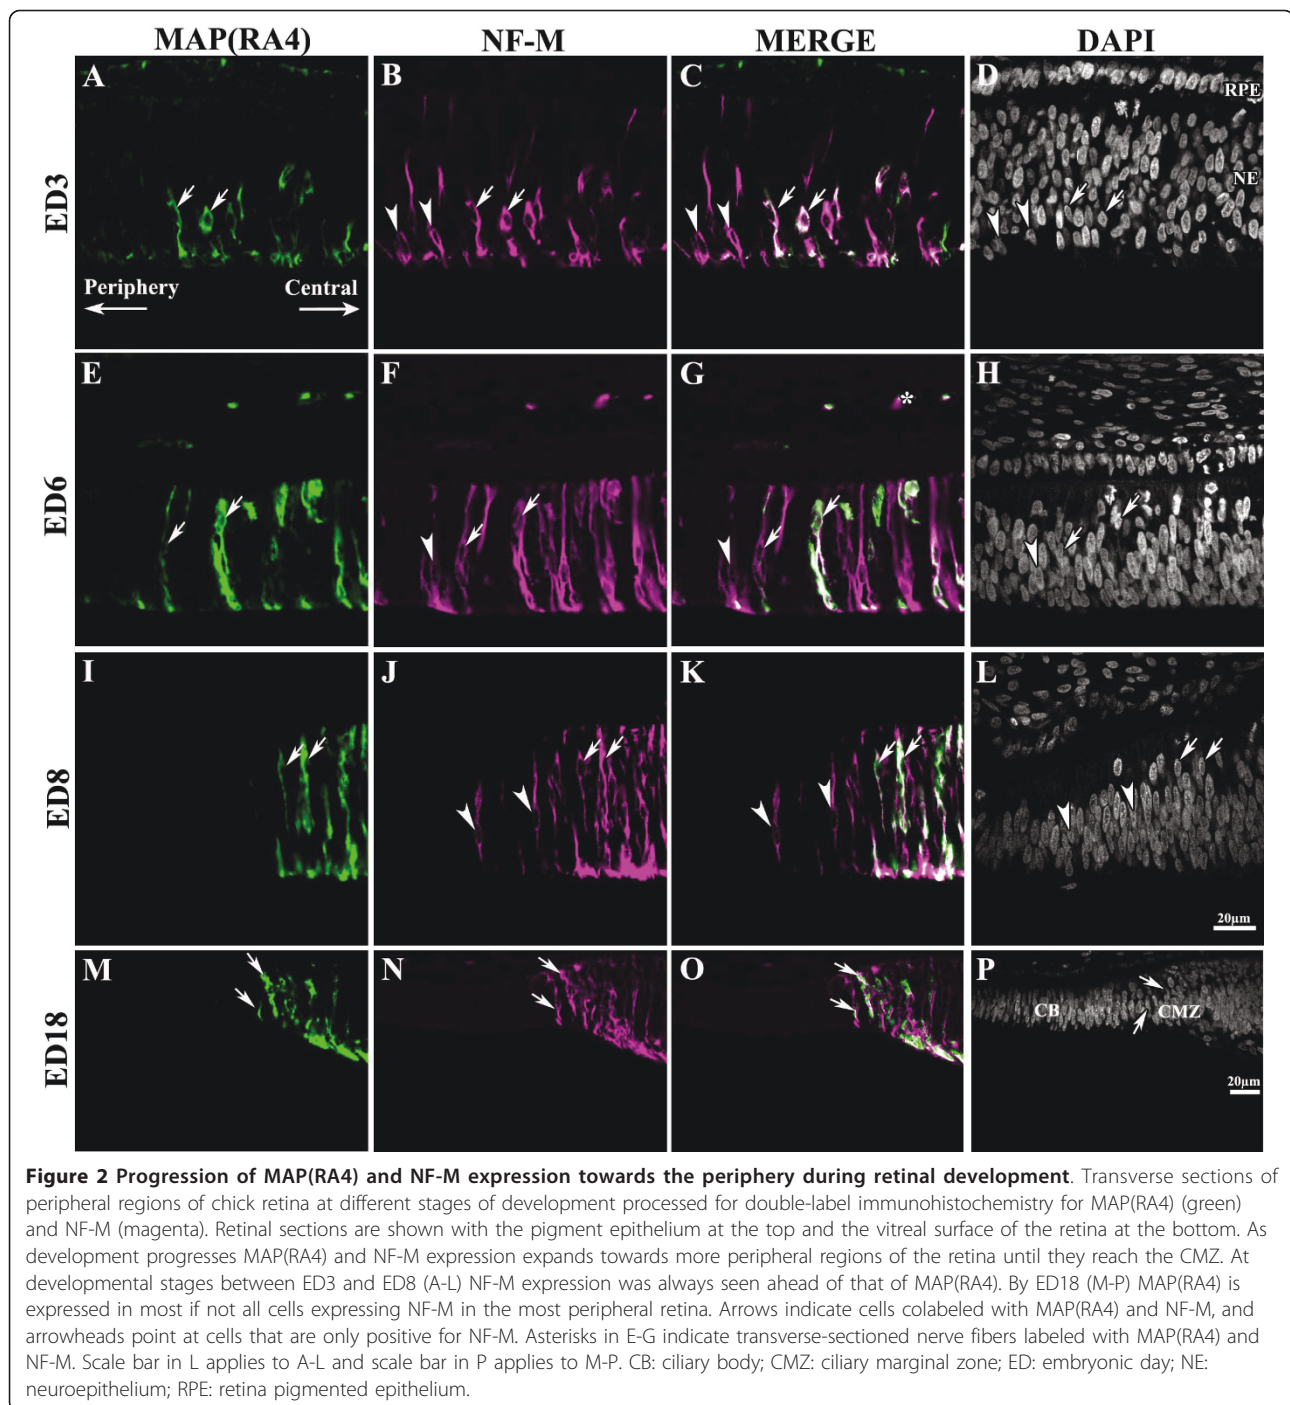 MAP(RA4) NF-M MERGE DAPI
ED3
A B C D
RPE
NE
Periphery Central
ED6
E F G H
*
ED8
I J K L
20µm
ED18
M N O P
CB CMZ
20µm
Figure 2 Progression of MAP(RA4) and NF-M expression towards the periphery during retinal development. Transverse sections of
peripheral regions of chick retina at different stages of development processed for double-label immunohistochemistry for MAP(RA4) (green)
and NF-M (magenta). Retinal sections are shown with the pigment epithelium at the top and the vitreal surface of the retina at the bottom. As
development progresses MAP(RA4) and NF-M expression expands towards more peripheral regions of the retina until they reach the CMZ. At
developmental stages between ED3 and ED8 (A-L) NF-M expression was always seen ahead of that of MAP(RA4). By ED18 (M-P) MAP(RA4) is
expressed in most if not all cells expressing NF-M in the most peripheral retina. Arrows indicate cells colabeled with MAP(RA4) and NF-M, and
arrowheads point at cells that are only positive for NF-M. Asterisks in E-G indicate transverse-sectioned nerve fibers labeled with MAP(RA4) and
NF-M. Scale bar in L applies to A-L and scale bar in P applies to M-P. CB: ciliary body; CMZ: ciliary marginal zone; ED: embryonic day; NE:
neuroepithelium; RPE: retina pigmented epithelium.